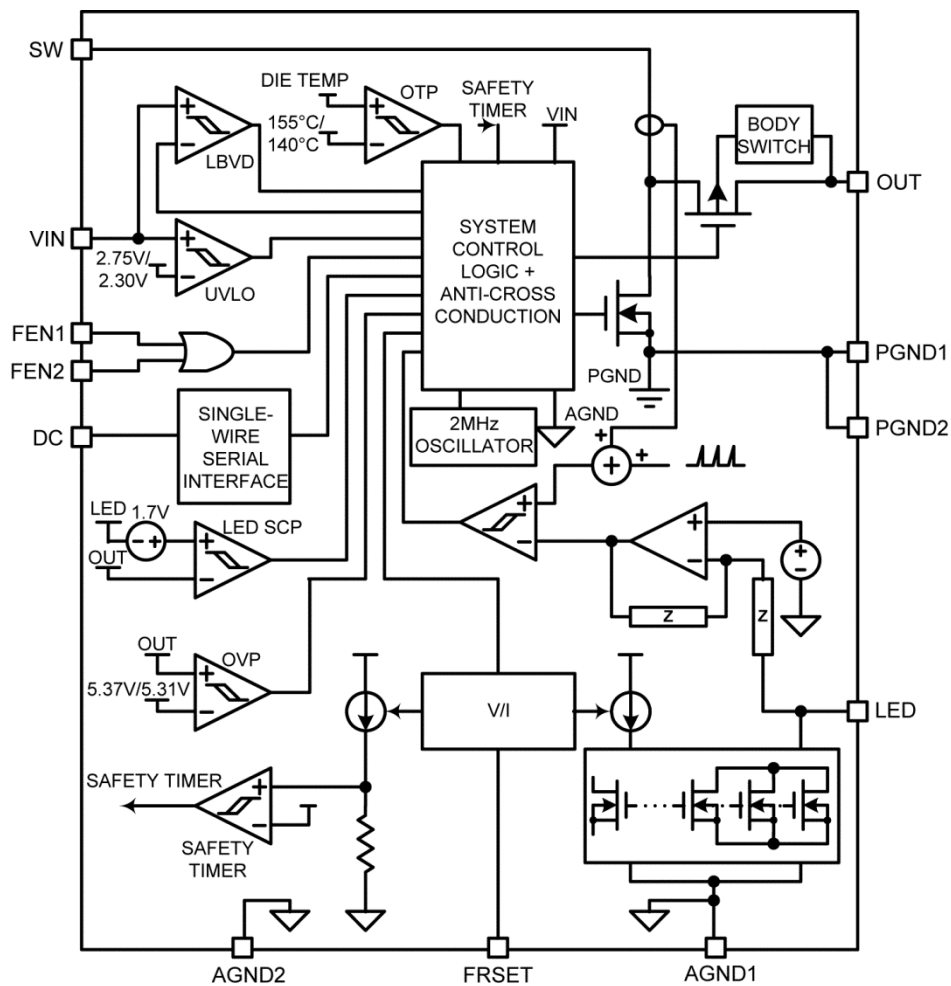 SW
DIE TEMP
OTP
SAFETY
TIMER
VIN
155°C/
140°C
LBVD
BODY
SWITCH
OUT
VIN
2.75V/
2.30V
UVLO
SYSTEM
CONTROL
LOGIC +
ANTI-CROSS
CONDUCTION
FEN1
FEN2
PGND
PGND1
PGND2
DC
SINGLE-
WIRE
SERIAL
INTERFACE
2MHz
OSCILLATOR
AGND
LED
1.7V
OUT
LED SCP
Z
Z
OUT
OVP
5.37V/5.31V
V/I
LED
SAFETY TIMER
SAFETY
TIMER
AGND2
FRSET
AGND1